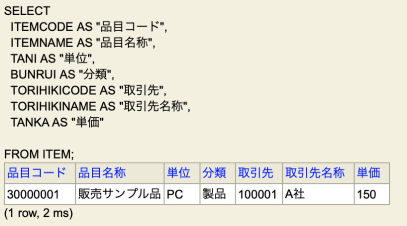 SELECT
ITEMCODE AS "品目コード",
ITEMNAME AS "品目名称",
TANI AS "単位",
BUNRUI AS "分類",
TORIHIKICODE AS "取引先",
TORIHIKINAME AS "取引先名称",
TANKA AS "単価"
FROM ITEM;
品目コード 品目名称 単位 分類 取引先 取引先名称 単価
30000001 販売サンプル品 PC 製品 100001 A社 150
(1 row, 2 ms)